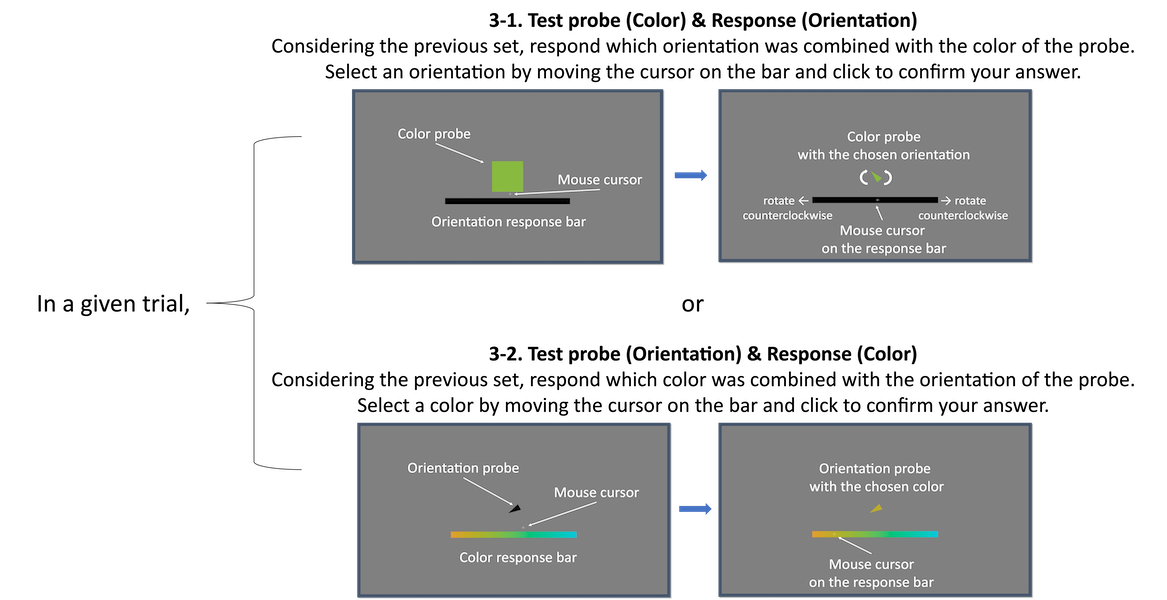 3-1. Test probe (Color) & Response (Orientation)
Considering the previous set, respond which orientation was combined with the color of the probe.
Select an orientation by moving the cursor on the bar and click to confirm your answer.
Color probe
Mouse cursor
Orientation response bar
Color probe
with the chosen orientation
rotate ←
counterclockwise
→ rotate
counterclockwise
Mouse cursor
on the response bar
In a given trial,
or
3-2. Test probe (Orientation) & Response (Color)
Considering the previous set, respond which color was combined with the orientation of the probe.
Select a color by moving the cursor on the bar and click to confirm your answer.
Orientation probe
Mouse cursor
Color response bar
Orientation probe
with the chosen color
Mouse cursor
on the response bar